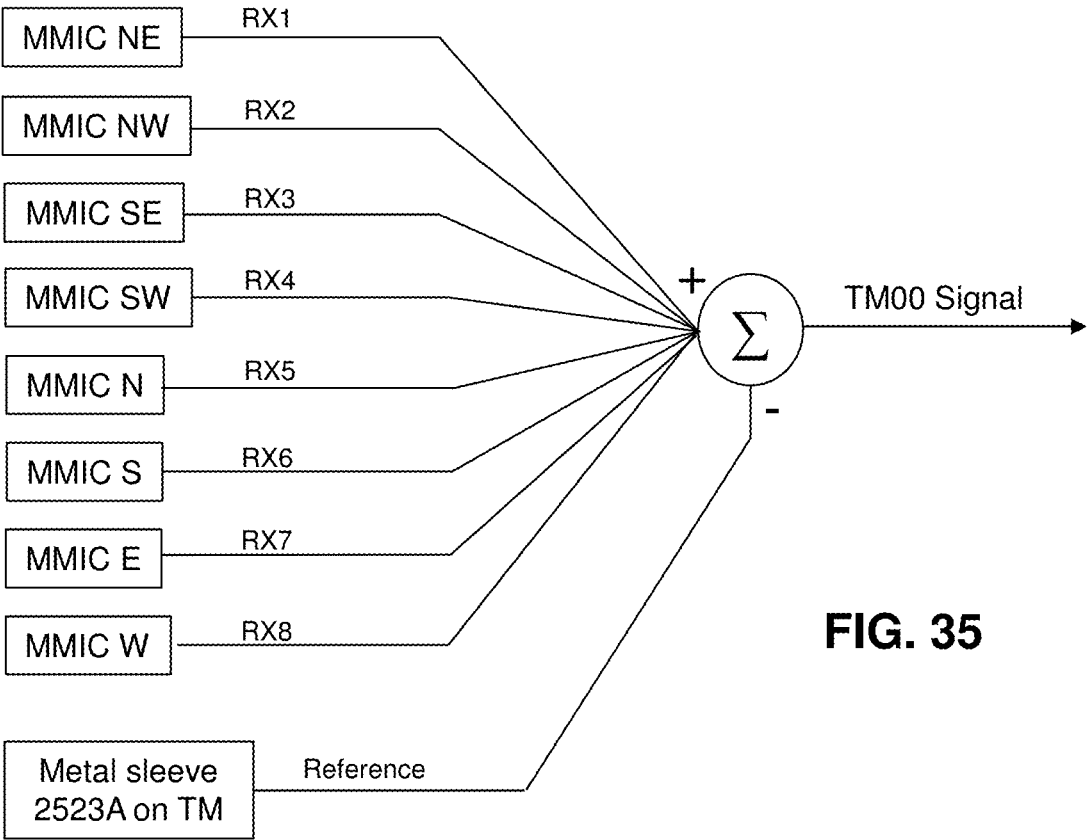 MMIC NE
RX1
MMIC NW
RX2
MMIC SE
RX3
MMIC SW
RX4
+
Σ
TM00 Signal
MMIC N
RX5
-
MMIC S
RX6
MMIC E
RX7
MMIC W
RX8
FIG. 35
Metal sleeve
2523A on TM
Reference